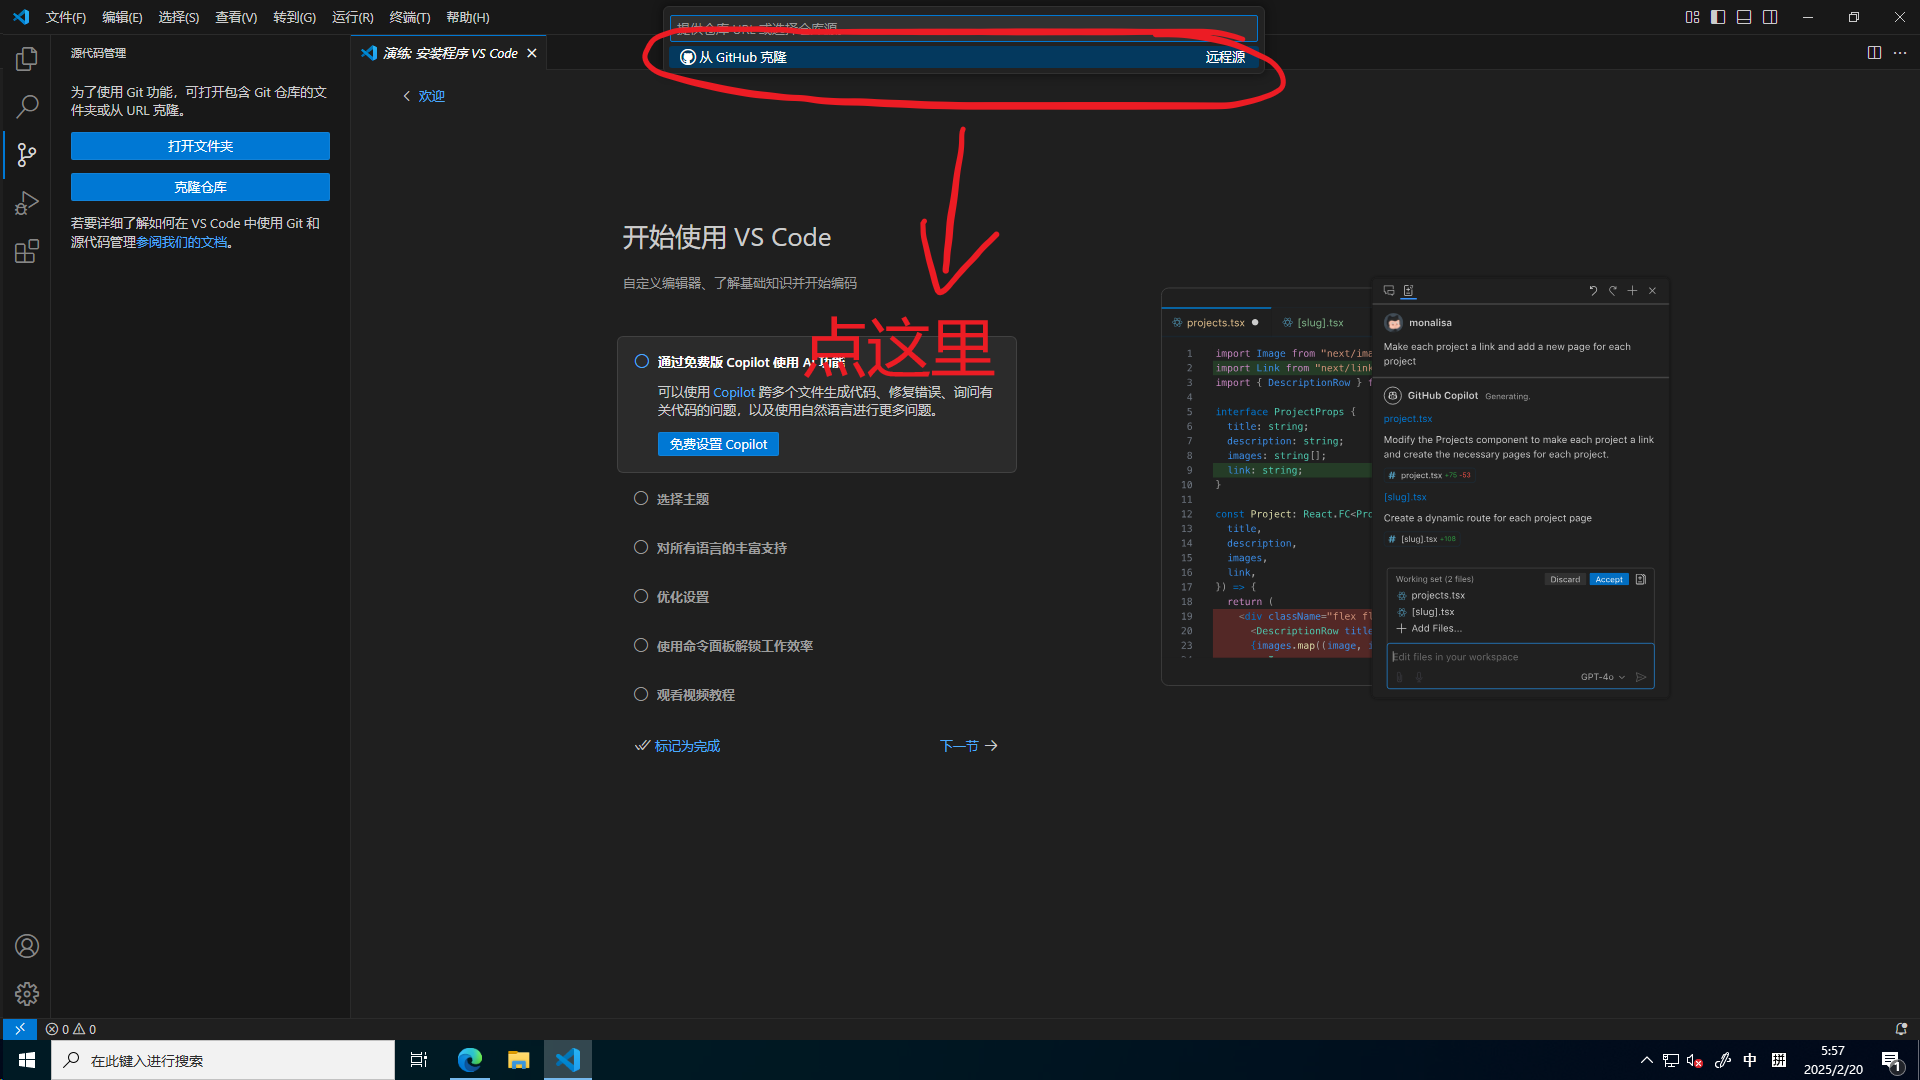 文件(F) 编辑(E) 选择(S) 查看(V) 转到(G) 运行(R) 终端(T) 帮助(H)
提供仓库 URL 或选择仓库源。
从 GitHub 克隆 远程源
源代码管理
演练: 安装程序 VS Code
为了使用 Git 功能，可打开包含 Git 仓库的文
件夹或从 URL 克隆。
打开文件夹
克隆仓库
若要详细了解如何在 VS Code 中使用 Git 和
源代码管理参阅我们的文档。
欢迎
开始使用 VS Code
自定义编辑器、了解基础知识并开始编码
点这里
通过免费版 Copilot 使用 AI 功能
可以使用 Copilot 跨多个文件生成代码、修复错误、询问有
关代码的问题，以及使用自然语言进行更多问题。
免费设置 Copilot
选择主题
对所有语言的丰富支持
优化设置
使用命令面板解锁工作效率
观看视频教程
标记为完成 下一节
projects.tsx [slug].tsx
1 import Image from "next/ima
2 import Link from "next/link
3 import { DescriptionRow } f
4
5 interface ProjectProps {
6 title: string;
7 description: string;
8 images: string[];
9 link: string;
10 }
11
12 const Project: React.FC<Pro
13 title,
14 description,
15 images,
16 link,
17 }) => {
18 return (
19 <div className="flex fl
20 <DescriptionRow title
23 {images.map((image, i
monalisa
Make each project a link and add a new page for each
project
GitHub Copilot Generating.
project.tsx
Modify the Projects component to make each project a link
and create the necessary pages for each project.
# project.tsx +75 -53
[slug].tsx
Create a dynamic route for each project page
# [slug].tsx +108
Working set (2 files) Discard Accept
projects.tsx
[slug].tsx
Add Files...
Edit files in your workspace
GPT-4o
0 0
在此键入进行搜索
中 拼
5:57
2025/2/20
1